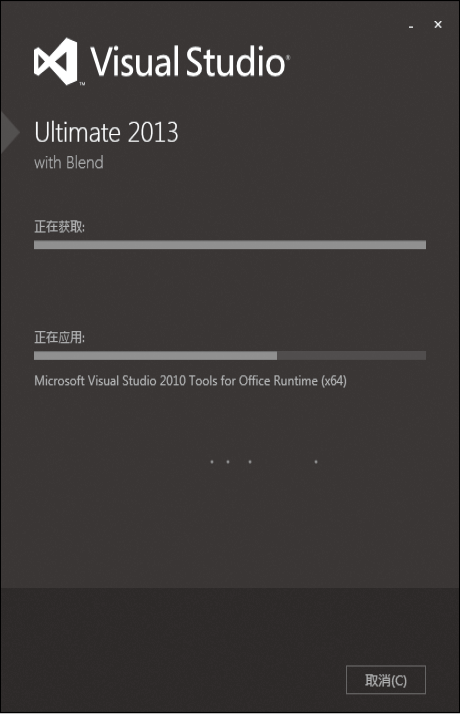 Visual Studio®
™
Ultimate 2013
with Blend
正在获取:
正在应用:
Microsoft Visual Studio 2010 Tools for Office Runtime (x64)
取消(C)